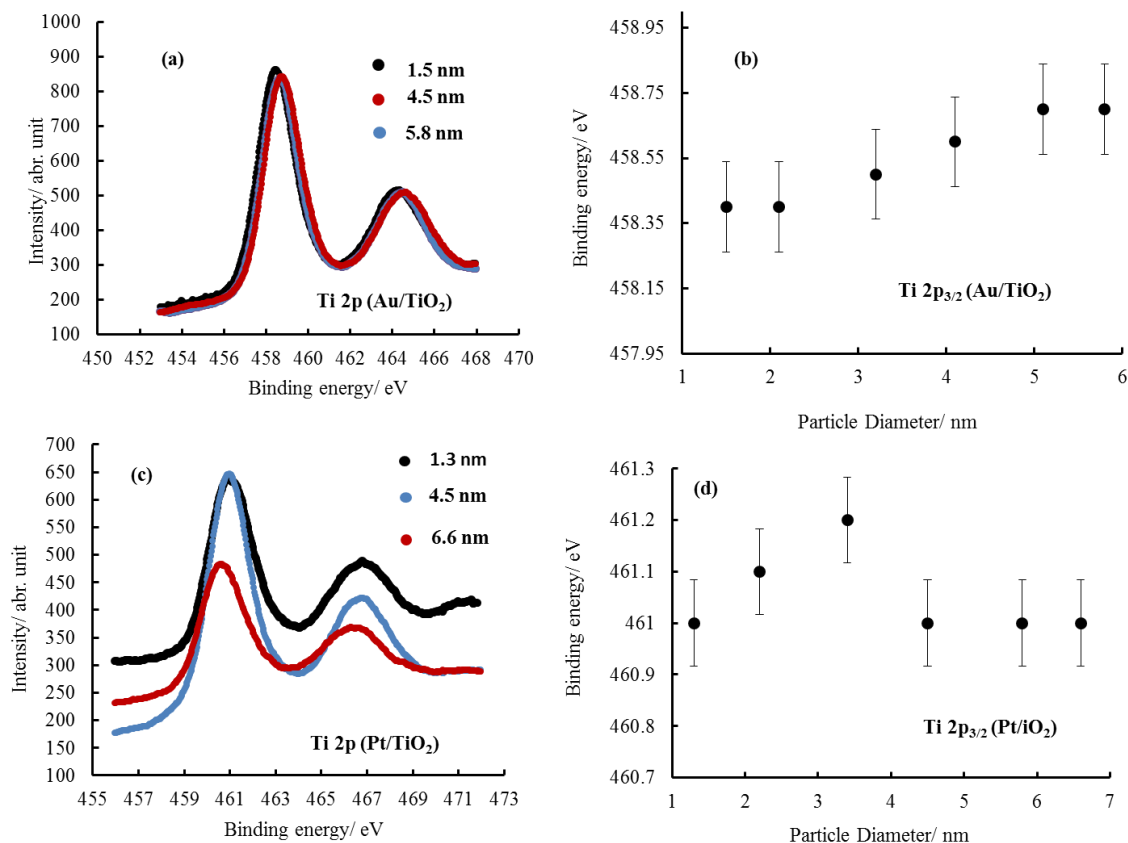 (a)
1.5 nm
4.5 nm
5.8 nm
Ti 2p (Au/TiO₂)
Intensity/ abr. unit
1000
900
800
700
600
500
400
300
200
100
450 452 454 456 458 460 462 464 466 468 470
Binding energy/ eV
(b)
Ti 2p₃/₂ (Au/TiO₂)
Binding energy/ eV
458.95
458.75
458.55
458.35
458.15
457.95
1 2 3 4 5 6
Particle Diameter/ nm
(c)
1.3 nm
4.5 nm
6.6 nm
Ti 2p (Pt/TiO₂)
Intensity/ abr. unit
700
650
600
550
500
450
400
350
300
250
200
150
100
455 457 459 461 463 465 467 469 471 473
Binding energy/ eV
(d)
Ti 2p₃/₂ (Pt/iO₂)
Binding energy/ eV
461.3
461.2
461.1
461
460.9
460.8
460.7
1 2 3 4 5 6 7
Particle Diameter/ nm